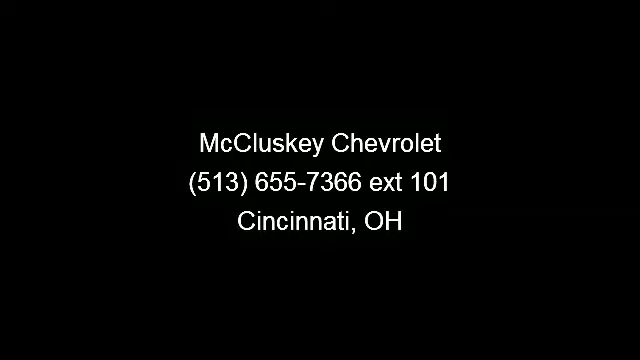 McCluskey Chevrolet
(513) 655-7366 ext 101
Cincinnati, OH